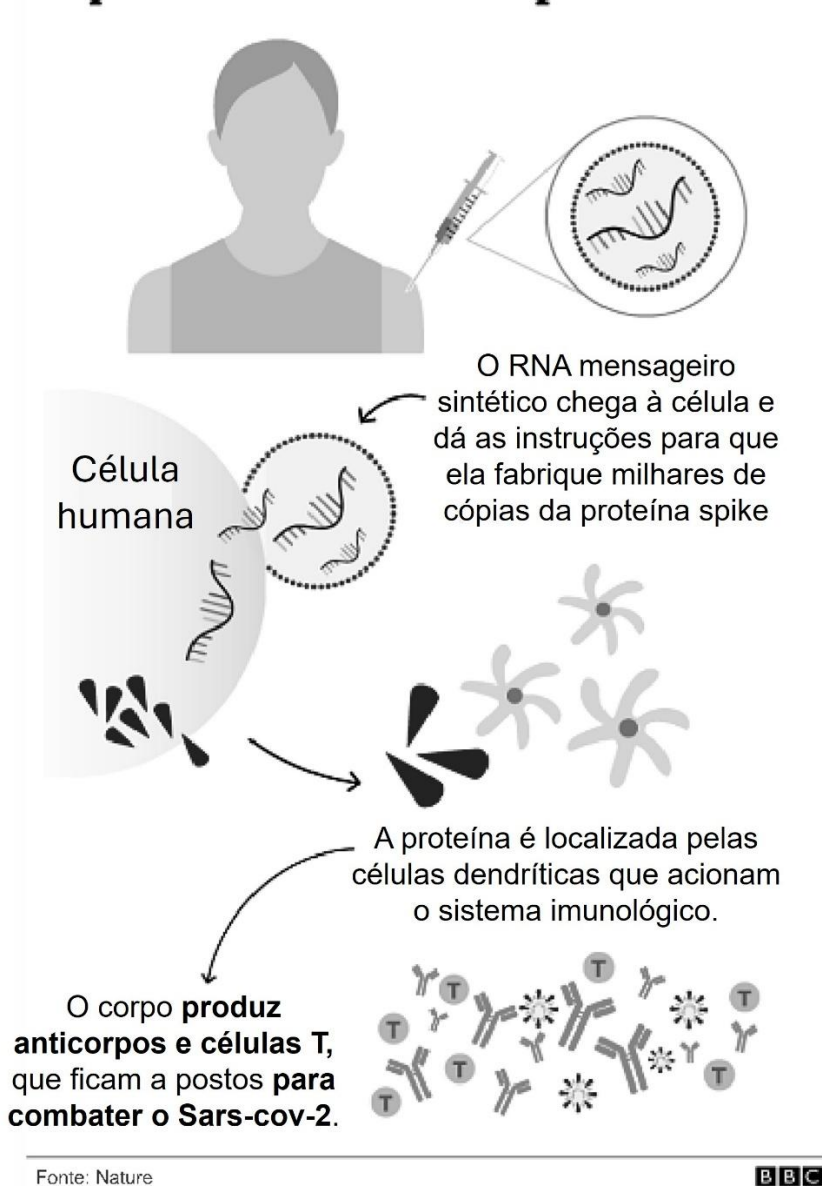 O RNA mensageiro
sintético chega à célula e
dá as instruções para que
ela fabrique milhares de
cópias da proteína spike
Célula
humana
A proteína é localizada pelas
células dendríticas que acionam
o sistema imunológico.
O corpo produz
anticorpos e células T,
que ficam a postos para
combater o Sars-cov-2.
T
T
T
T
T
T
T
Fonte: Nature
BBC